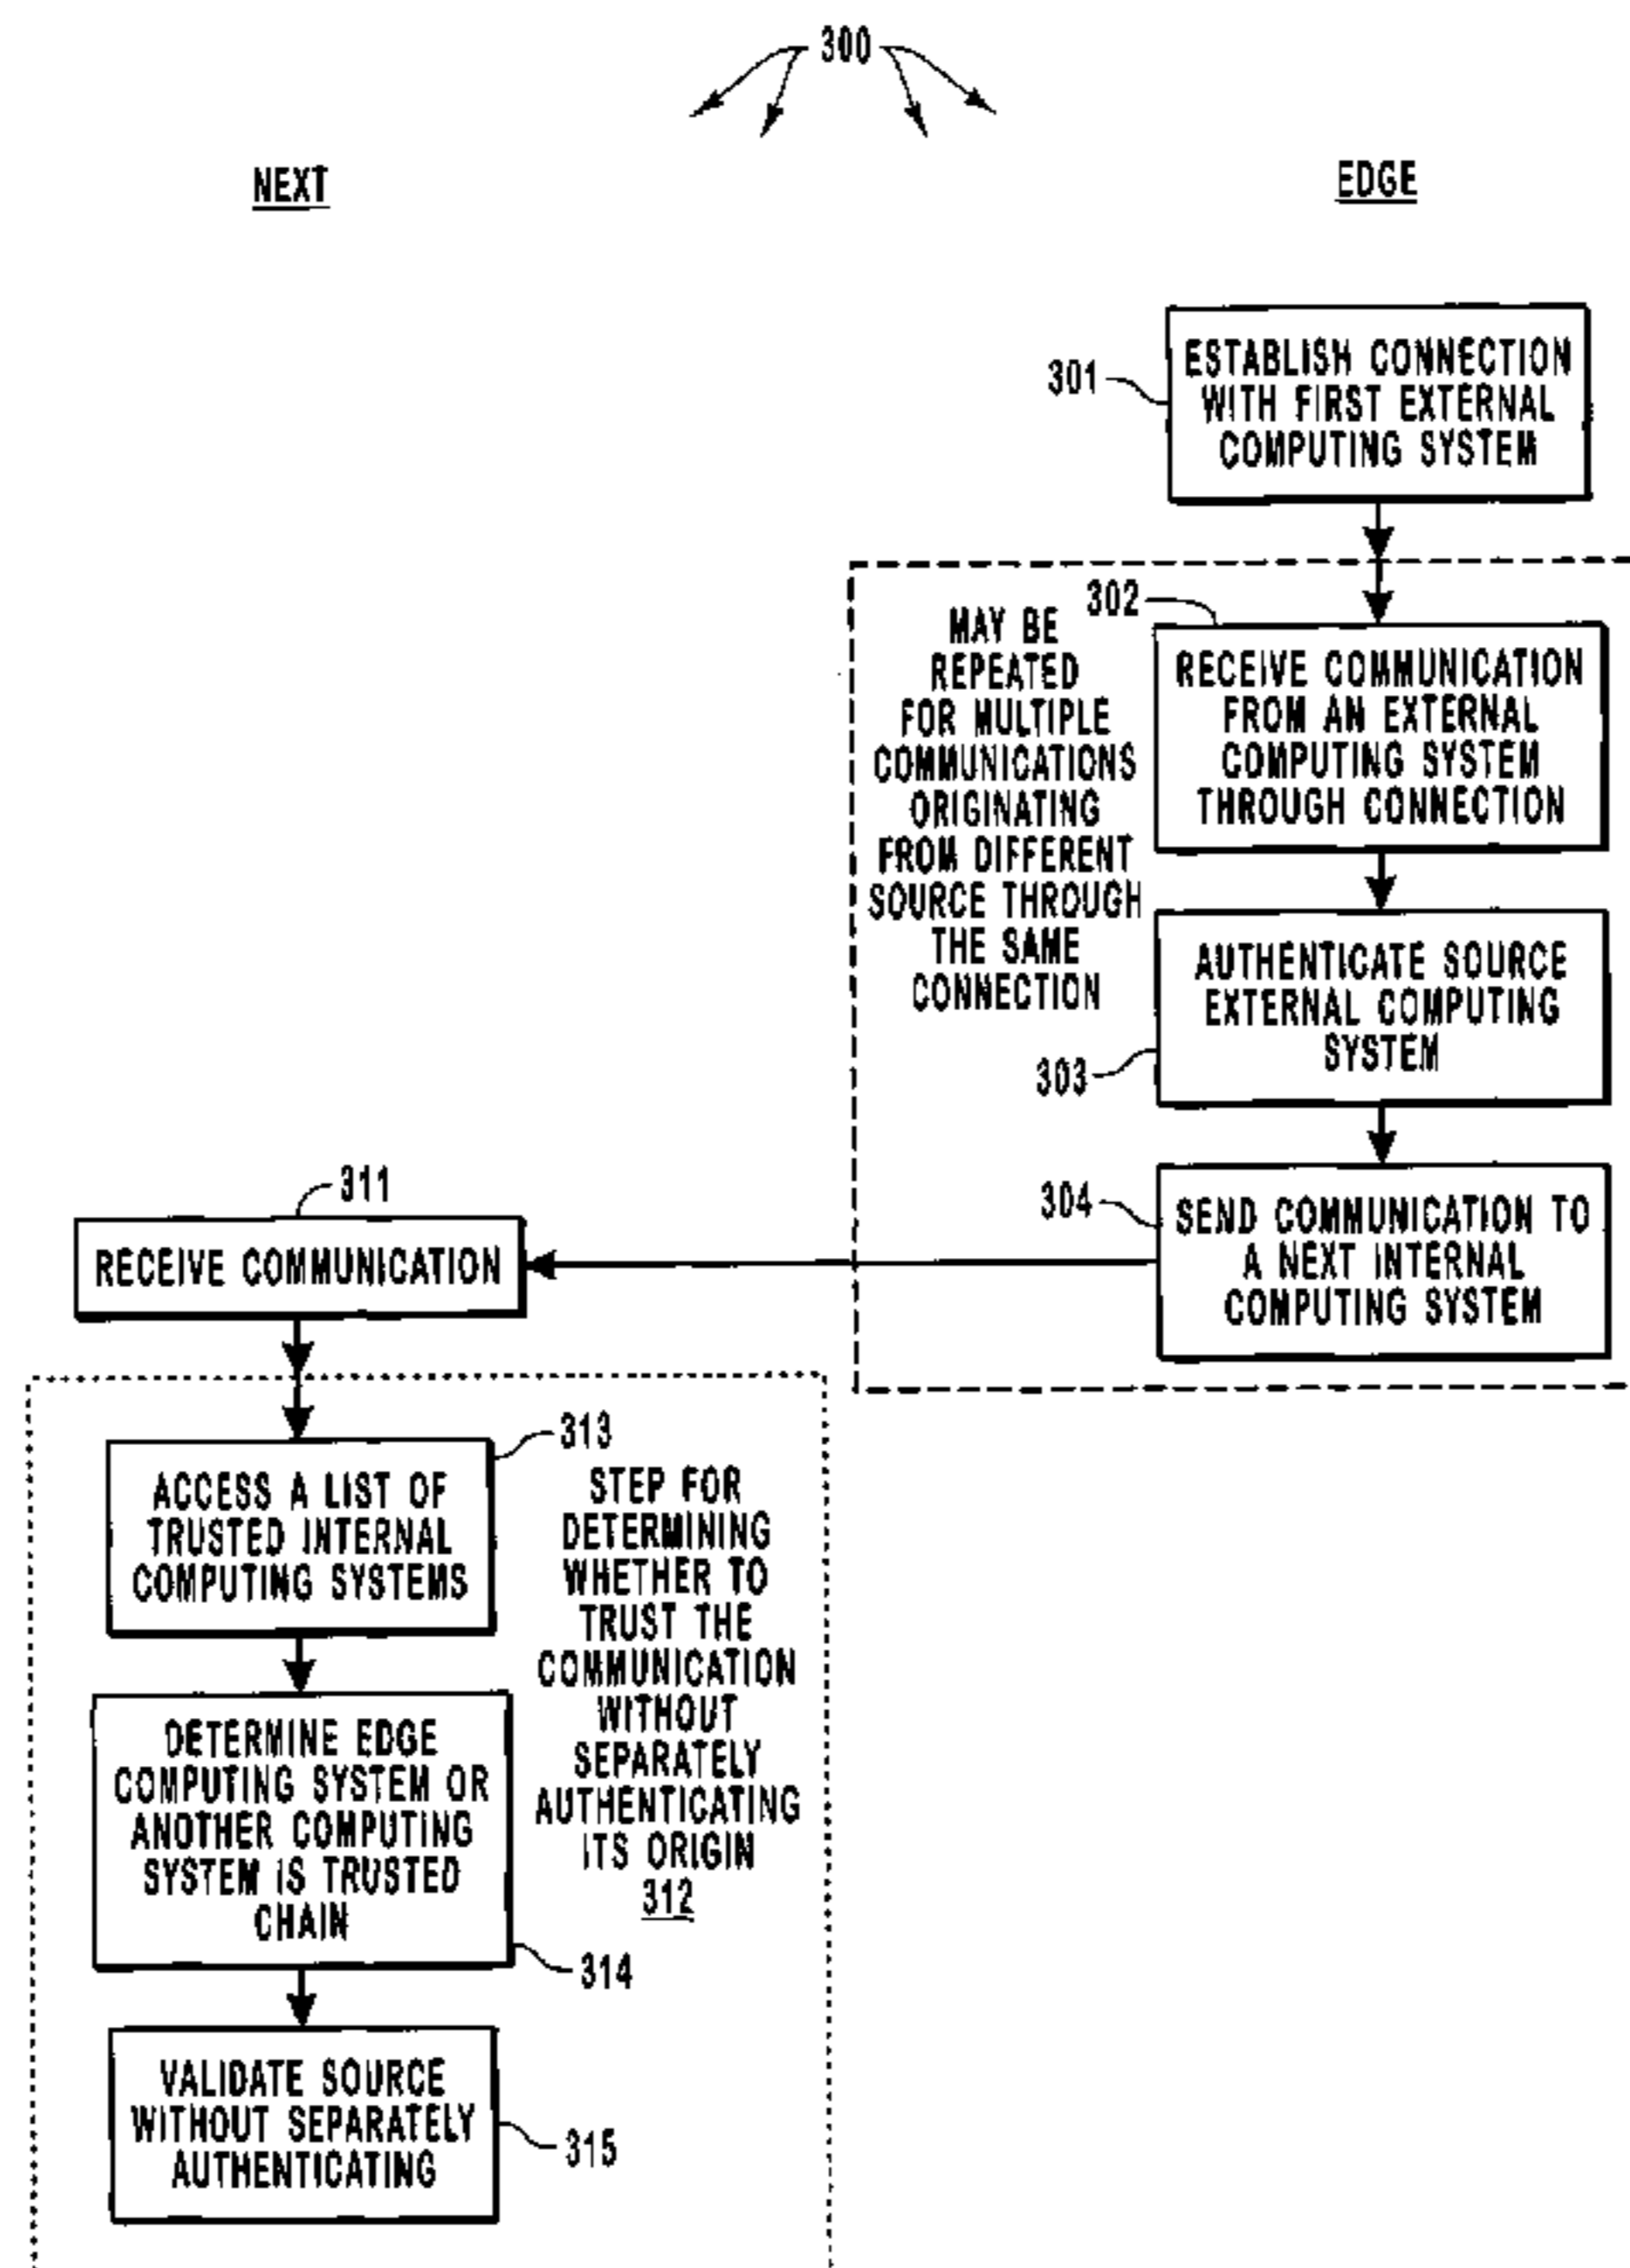 300
NEXT
EDGE
301
ESTABLISH CONNECTION
WITH FIRST EXTERNAL
COMPUTING SYSTEM
MAY BE
REPEATED
FOR MULTIPLE
COMMUNICATIONS
ORIGINATING
FROM DIFFERENT
SOURCE THROUGH
THE SAME
CONNECTION
302
RECEIVE COMMUNICATION
FROM AN EXTERNAL
COMPUTING SYSTEM
THROUGH CONNECTION
AUTHENTICATE SOURCE
EXTERNAL COMPUTING
SYSTEM
303
304
SEND COMMUNICATION TO
A NEXT INTERNAL
COMPUTING SYSTEM
311
RECEIVE COMMUNICATION
313
ACCESS A LIST OF
TRUSTED INTERNAL
COMPUTING SYSTEMS
STEP FOR
DETERMINING
WHETHER TO
TRUST THE
COMMUNICATION
WITHOUT
SEPARATELY
AUTHENTICATING
ITS ORIGIN
312
DETERMINE EDGE
COMPUTING SYSTEM OR
ANOTHER COMPUTING
SYSTEM IS TRUSTED
CHAIN
314
VALIDATE SOURCE
WITHOUT SEPARATELY
AUTHENTICATING
315